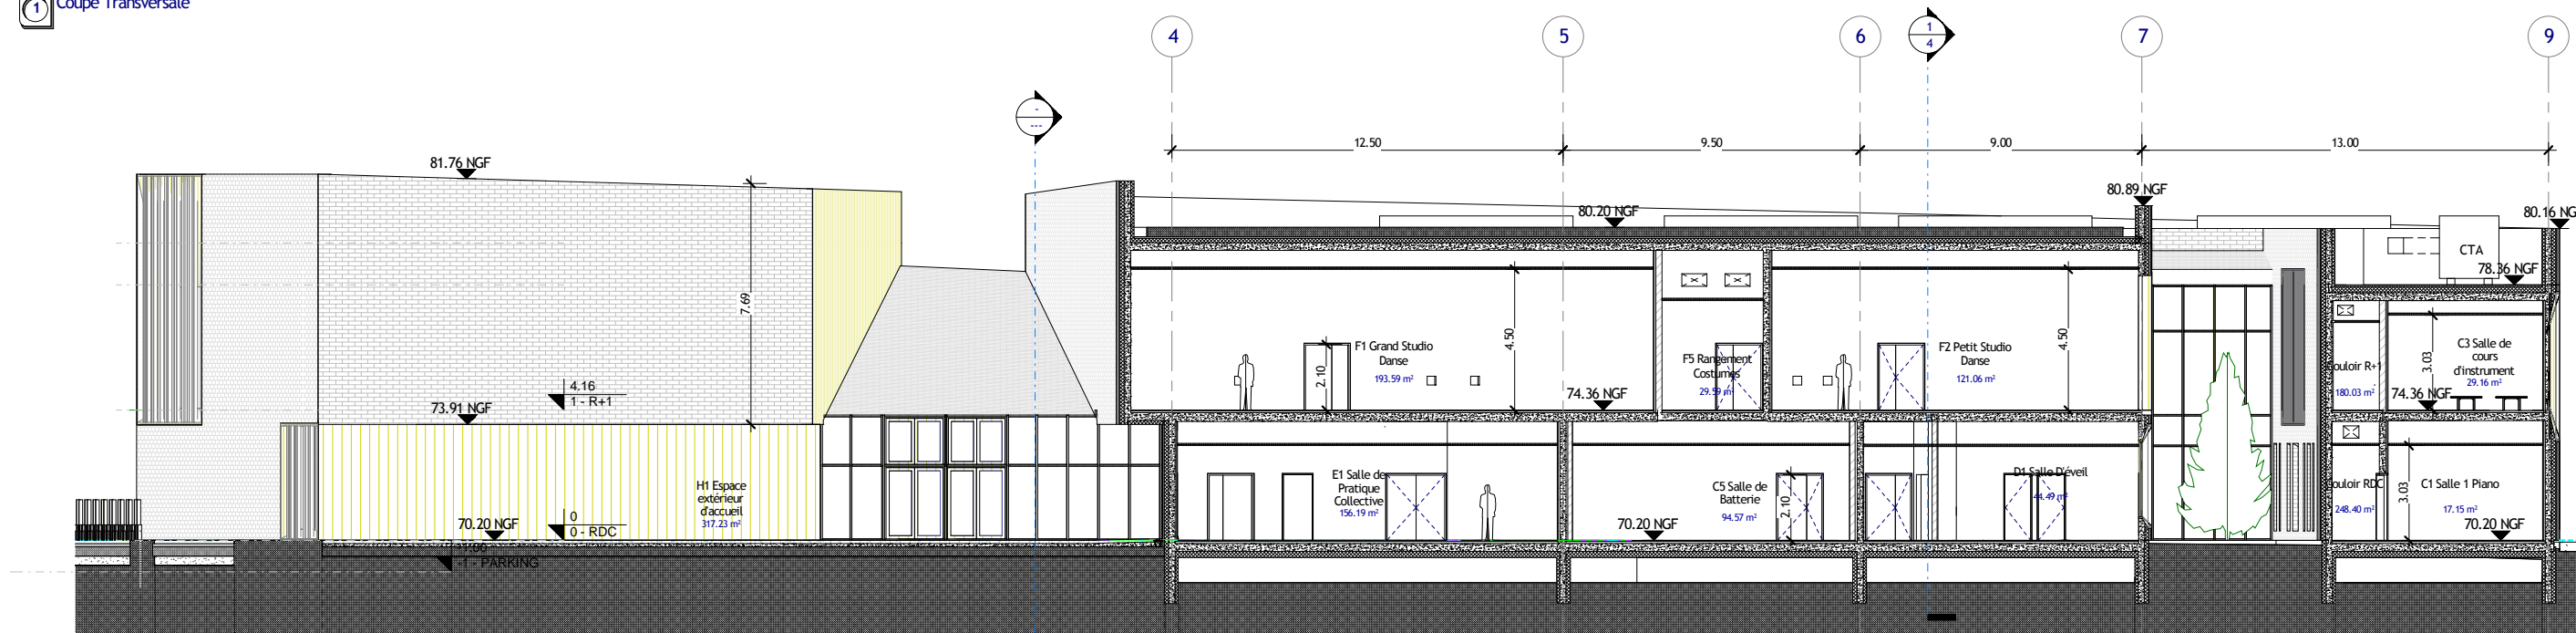 1 Coupe Transversale
4
5
6
1
4
7
9
-
---
12.50
9.50
9.00
13.00
81.76 NGF
80.20 NGF
80.89 NGF
80.16 NG
CTA
78.36 NGF
7.69
4.50
4.50
3.03
2.10
F1 Grand Studio
Danse
193.59 m²
F5 Rangement
Costumes
29.59 m²
F2 Petit Studio
Danse
121.06 m²
C3 Salle de
cours
d'instrument
29.16 m²
ouloir R+1
180.03 m²
4.16
1 - R+1
73.91 NGF
74.36 NGF
74.36 NGF
H1 Espace
extérieur
d'accueil
317.23 m²
E1 Salle de
Pratique
Collective
156.19 m²
C5 Salle de
Batterie
94.57 m²
2.10
D1 Salle D'éveil
44.49 m²
ouloir RDC
248.40 m²
3.03
C1 Salle 1 Piano
17.15 m²
70.20 NGF
0
0 - RDC
70.20 NGF
70.20 NGF
-1 - PARKING